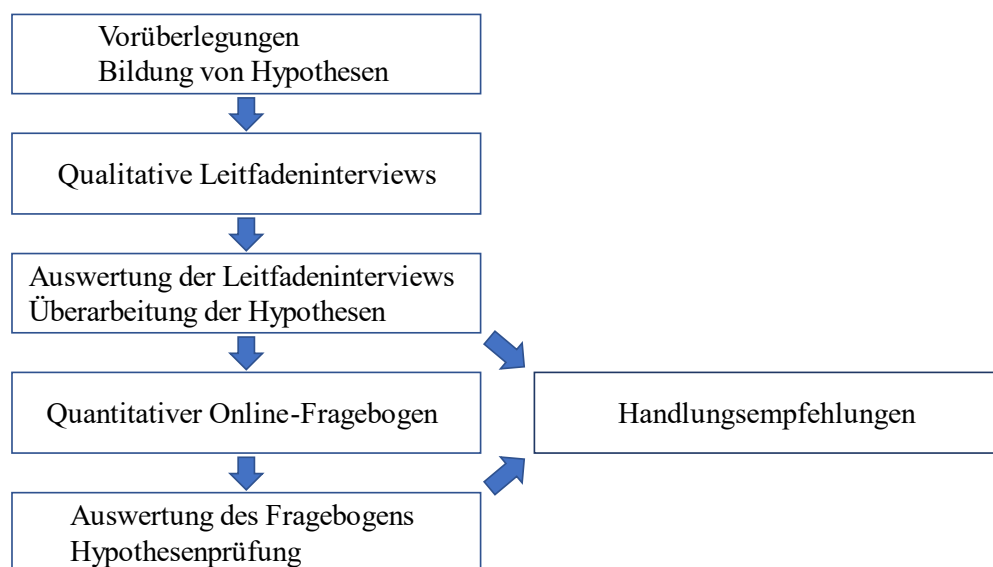 Vorüberlegungen
Bildung von Hypothesen
Qualitative Leitfadeninterviews
Auswertung der Leitfadeninterviews
Überarbeitung der Hypothesen
Quantitativer Online-Fragebogen
Handlungsempfehlungen
Auswertung des Fragebogens
Hypothesenprüfung